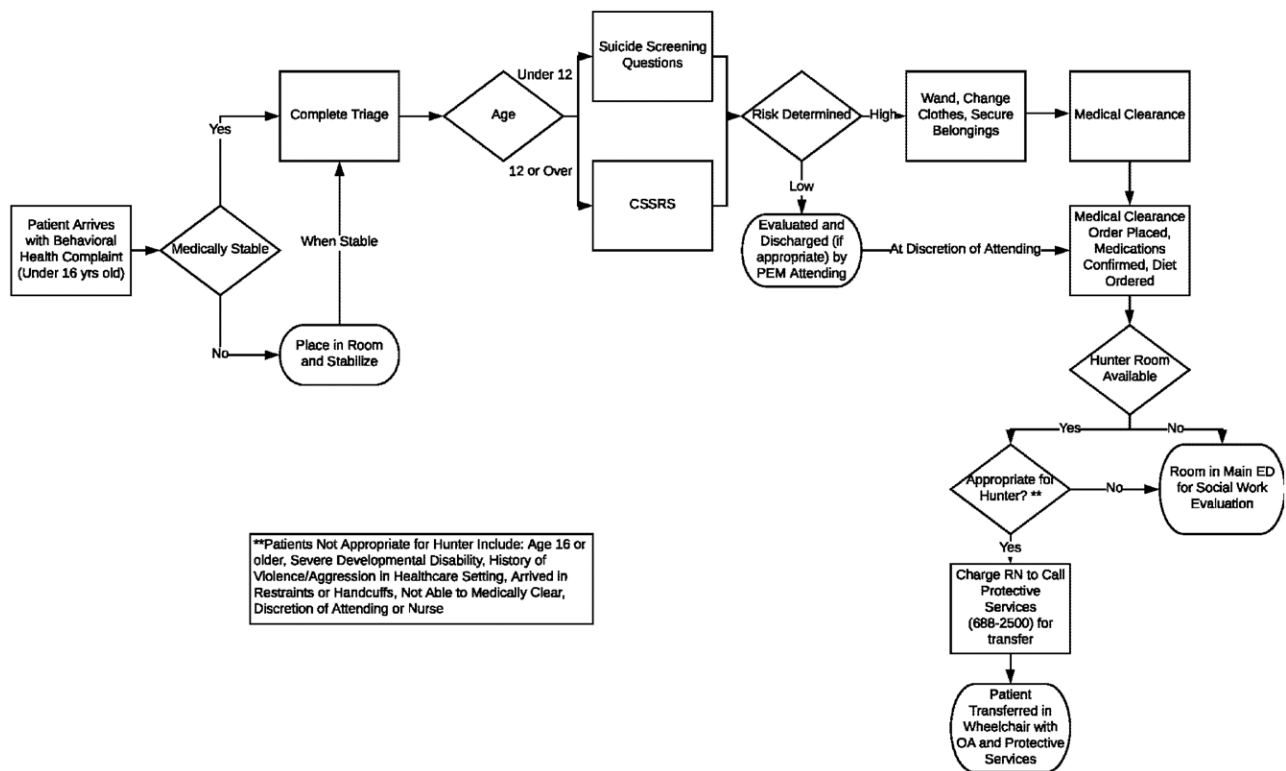 Patient Arrives
with Behavioral
Health Complaint
(Under 16 yrs old)
Medically Stable
Yes
No
Place in Room
and Stabilize
When Stable
Complete Triage
Age
Under 12
12 or Over
Suicide Screening
Questions
CSSRS
Risk Determined
High
Low
Evaluated and
Discharged (if
appropriate) by
PEM Attending
At Discretion of Attending
Wand, Change
Clothes, Secure
Belongings
Medical Clearance
Medical Clearance
Order Placed,
Medications
Confirmed, Diet
Ordered
Hunter Room
Available
Yes
No
Appropriate for
Hunter? **
No
Room in Main ED
for Social Work
Evaluation
Yes
Charge RN to Call
Protective
Services
(688-2500) for
transfer
Patient
Transferred in
Wheelchair with
OA and Protective
Services
**Patients Not Appropriate for Hunter Include: Age 16 or
older, Severe Developmental Disability, History of
Violence/Aggression in Healthcare Setting, Arrived in
Restraints or Handcuffs, Not Able to Medically Clear,
Discretion of Attending or Nurse